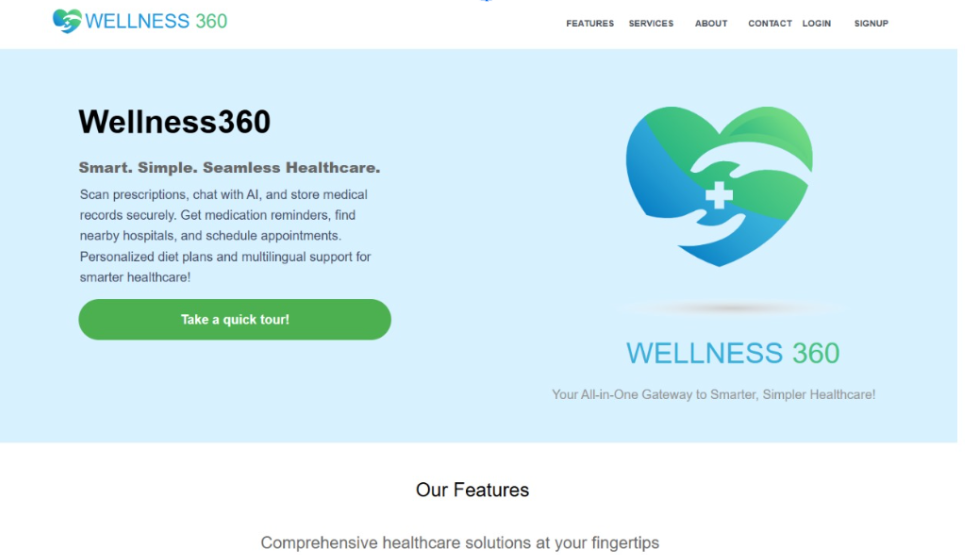 WELLNESS 360
FEATURES SERVICES ABOUT CONTACT LOGIN SIGNUP
Wellness360
Smart. Simple. Seamless Healthcare.
Scan prescriptions, chat with AI, and store medical
records securely. Get medication reminders, find
nearby hospitals, and schedule appointments.
Personalized diet plans and multilingual support for
smarter healthcare!
Take a quick tour!
WELLNESS 360
Your All-in-One Gateway to Smarter, Simpler Healthcare!
Our Features
Comprehensive healthcare solutions at your fingertips